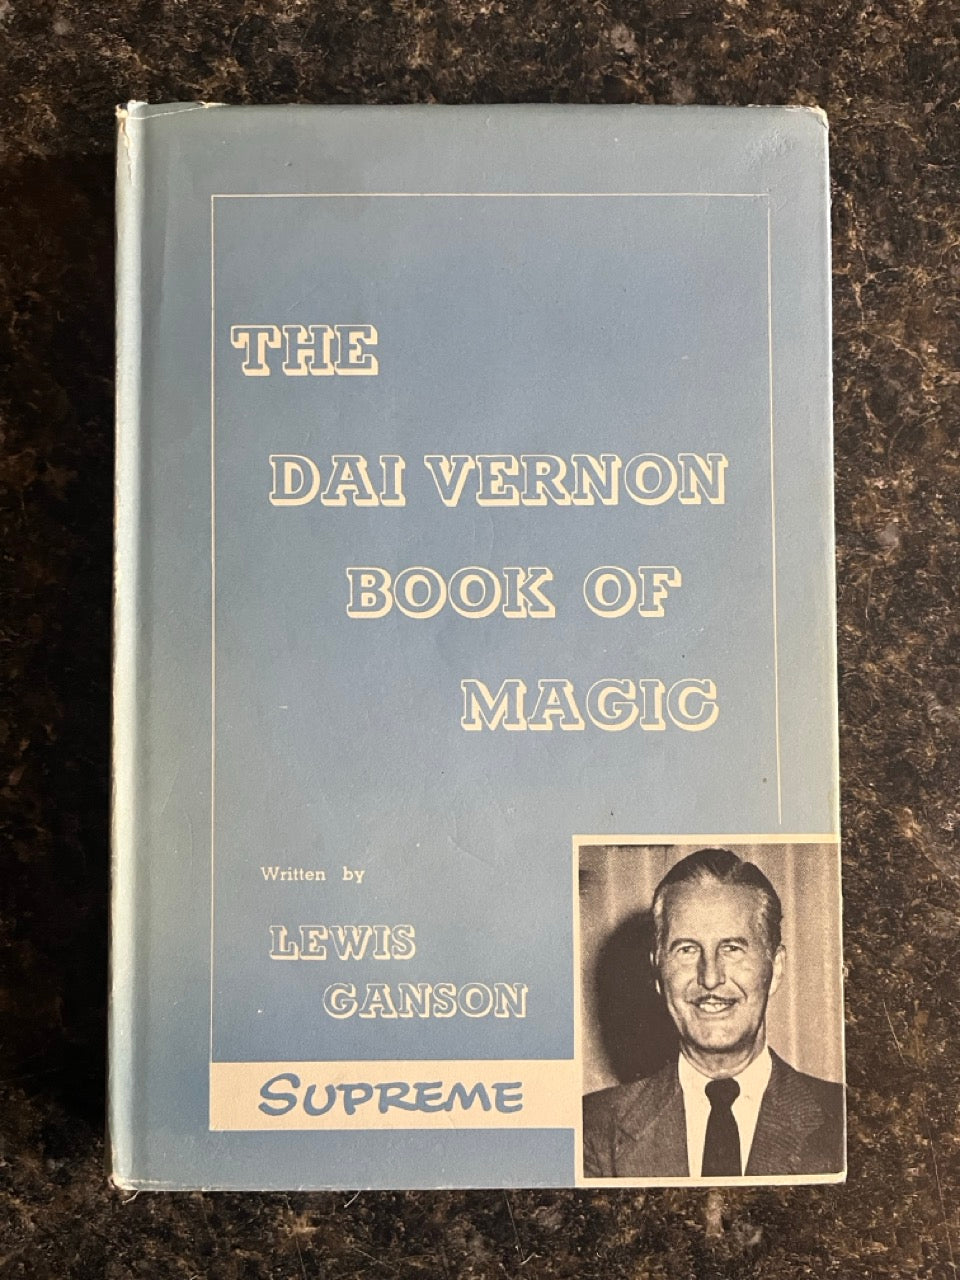 THE
DAI VERNON
BOOK OF
MAGIC
Written by
LEWIS
GANSON
SUPREME